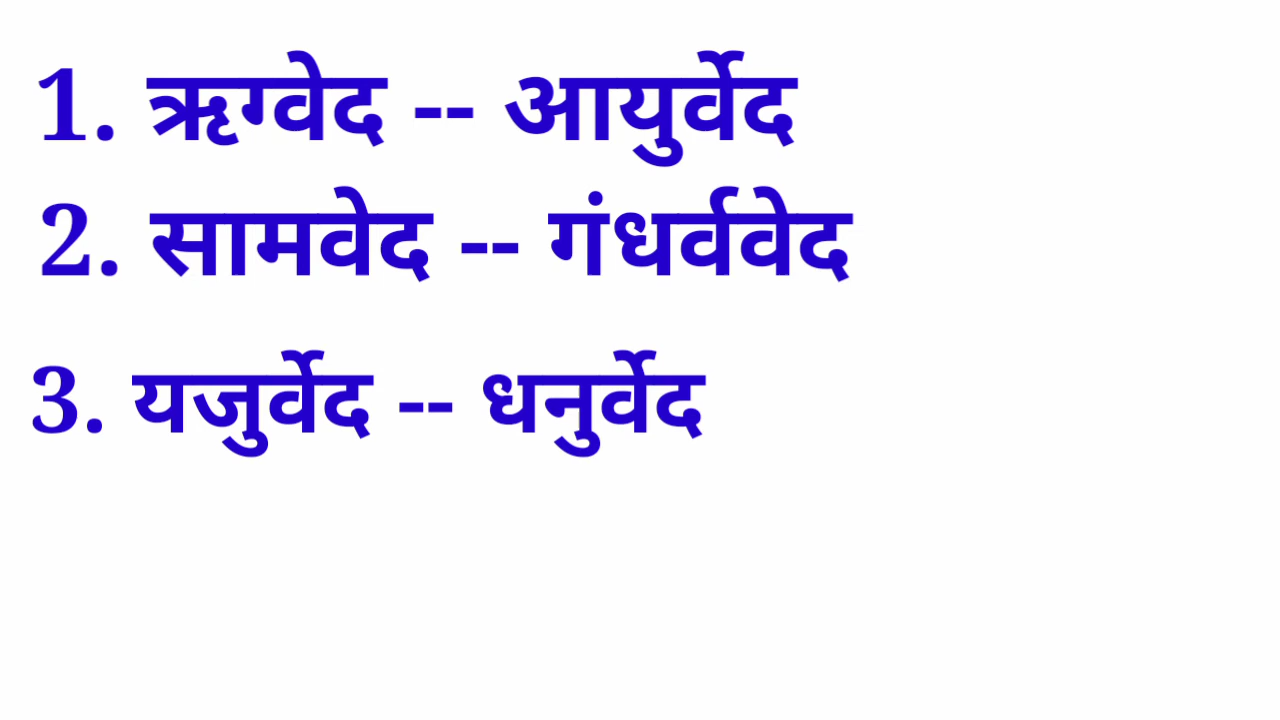 1. ऋग्वेद -- आयुर्वेद
2. सामवेद -- गंधर्ववेद
3. यजुर्वेद -- धनुर्वेद